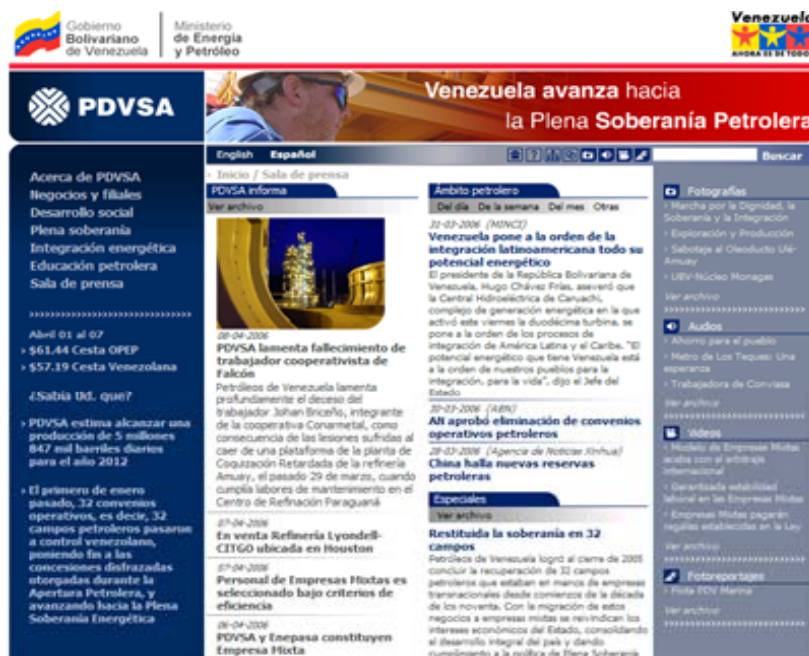 Gobierno
Bolivariano
de Venezuela
Ministerio
de Energía
y Petróleo
Venezuela
AHORA ES DE TODOS
PDVSA
Venezuela avanza hacia
la Plena Soberanía Petrolera
English Español
Buscar
Acerca de PDVSA
Negocios y filiales
Desarrollo social
Plena soberanía
Integración energética
Educación petrolera
Sala de prensa
Abril 01 al 07
› $61.44 Cesta OPEP
› $57.19 Cesta Venezolana
¿Sabía Ud. que?
› PDVSA estima alcanzar una
producción de 5 millones
847 mil barriles diarios
para el año 2012
› El primero de enero
pasado, 32 convenios
operativos, es decir, 32
campos petroleros pasaron
a control venezolano,
poniendo fin a las
concesiones disfrazadas
otorgadas durante la
Apertura Petrolera, y
avanzando hacia la Plena
Soberanía Energética
› Inicio / Sala de prensa
PDVSA informa
Ver archivo
08-04-2006
PDVSA lamenta fallecimiento de
trabajador cooperativista de
Falcón
Petróleos de Venezuela lamenta
profundamente el deceso del
trabajador Johan Briceño, integrante
de la cooperativa Conarmetal, como
consecuencia de las lesiones sufridas al
caer de una plataforma de la planta de
Coquización Retardada de la refinería
Amuay, el pasado 29 de marzo, cuando
cumplía labores de mantenimiento en el
Centro de Refinación Paraguaná
07-04-2006
En venta Refinería Lyondell-
CITGO ubicada en Houston
07-04-2006
Personal de Empresas Mixtas es
seleccionado bajo criterios de
eficiencia
06-04-2006
PDVSA y Enepasa constituyen
Empresa Mixta
Ámbito petrolero
Del día De la semana Del mes Otras
31-03-2006 (MINCI)
Venezuela pone a la orden de la
integración latinoamericana todo su
potencial energético
El presidente de la República Bolivariana de
Venezuela, Hugo Chávez Frías, aseveró que
la Central Hidroeléctrica de Caruachi,
complejo de generación energética en la que
activó este viernes la duodécima turbina, se
pone a la orden de los procesos de
integración de América Latina y el Caribe. "El
potencial energético que tiene Venezuela está
a la orden de nuestros pueblos para la
integración, para la vida", dijo el Jefe del
Estado
30-03-2006 (ABN)
AN aprobó eliminación de convenios
operativos petroleros
28-03-2006 (Agencia de Noticias Xinhua)
China halla nuevas reservas
petroleras
Especiales
Ver archivo
Restituida la soberanía en 32
campos
Petróleos de Venezuela logró al cierre de 2005
concluir la recuperación de 32 campos
petroleros que estaban en manos de empresas
transnacionales desde comienzos de la década
de los noventa. Con la migración de estos
negocios a empresas mixtas se reivindican los
intereses económicos del Estado, consolidando
el desarrollo integral del país y dando
cumplimiento a la política de Plena Soberanía
Fotografías
› Marcha por la Dignidad, la
Soberanía y la Integración
› Exploración y Producción
› Sabotaje al Oleoducto Ulé-
Amuay
› UBV-Núcleo Monagas
Ver archivo
Audios
› Ahorro para el pueblo
› Metro de Los Teques: Una
esperanza
› Trabajadora de Conviasa
Ver archivo
Videos
› Modelo de Empresas Mixtas
acaba con el arbitraje
internacional
› Garantizada estabilidad
laboral en las Empresas Mixtas
› Empresas Mixtas pagarán
regalías establecidas en la Ley
Ver archivo
Fotoreportajes
› Flota PDV Marina
Ver archivo